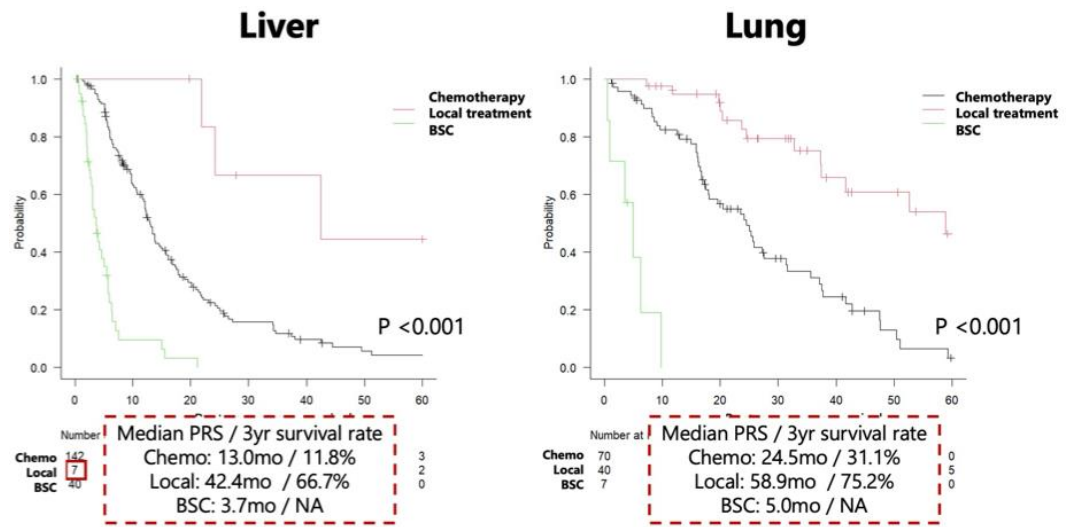 Liver
Lung
1.0
0.8
0.6
0.4
0.2
0.0
Probability
Chemotherapy
Local treatment
BSC
P <0.001
0 10 20 30 40 50 60
Number
Chemo 142 3
Local 7 2
BSC 40 0
Median PRS / 3yr survival rate
Chemo: 13.0mo / 11.8%
Local: 42.4mo / 66.7%
BSC: 3.7mo / NA
1.0
0.8
0.6
0.4
0.2
0.0
Probability
Chemotherapy
Local treatment
BSC
P <0.001
0 10 20 30 40 50 60
Number at
Chemo 70 0
Local 40 5
BSC 7 0
Median PRS / 3yr survival rate
Chemo: 24.5mo / 31.1%
Local: 58.9mo / 75.2%
BSC: 5.0mo / NA